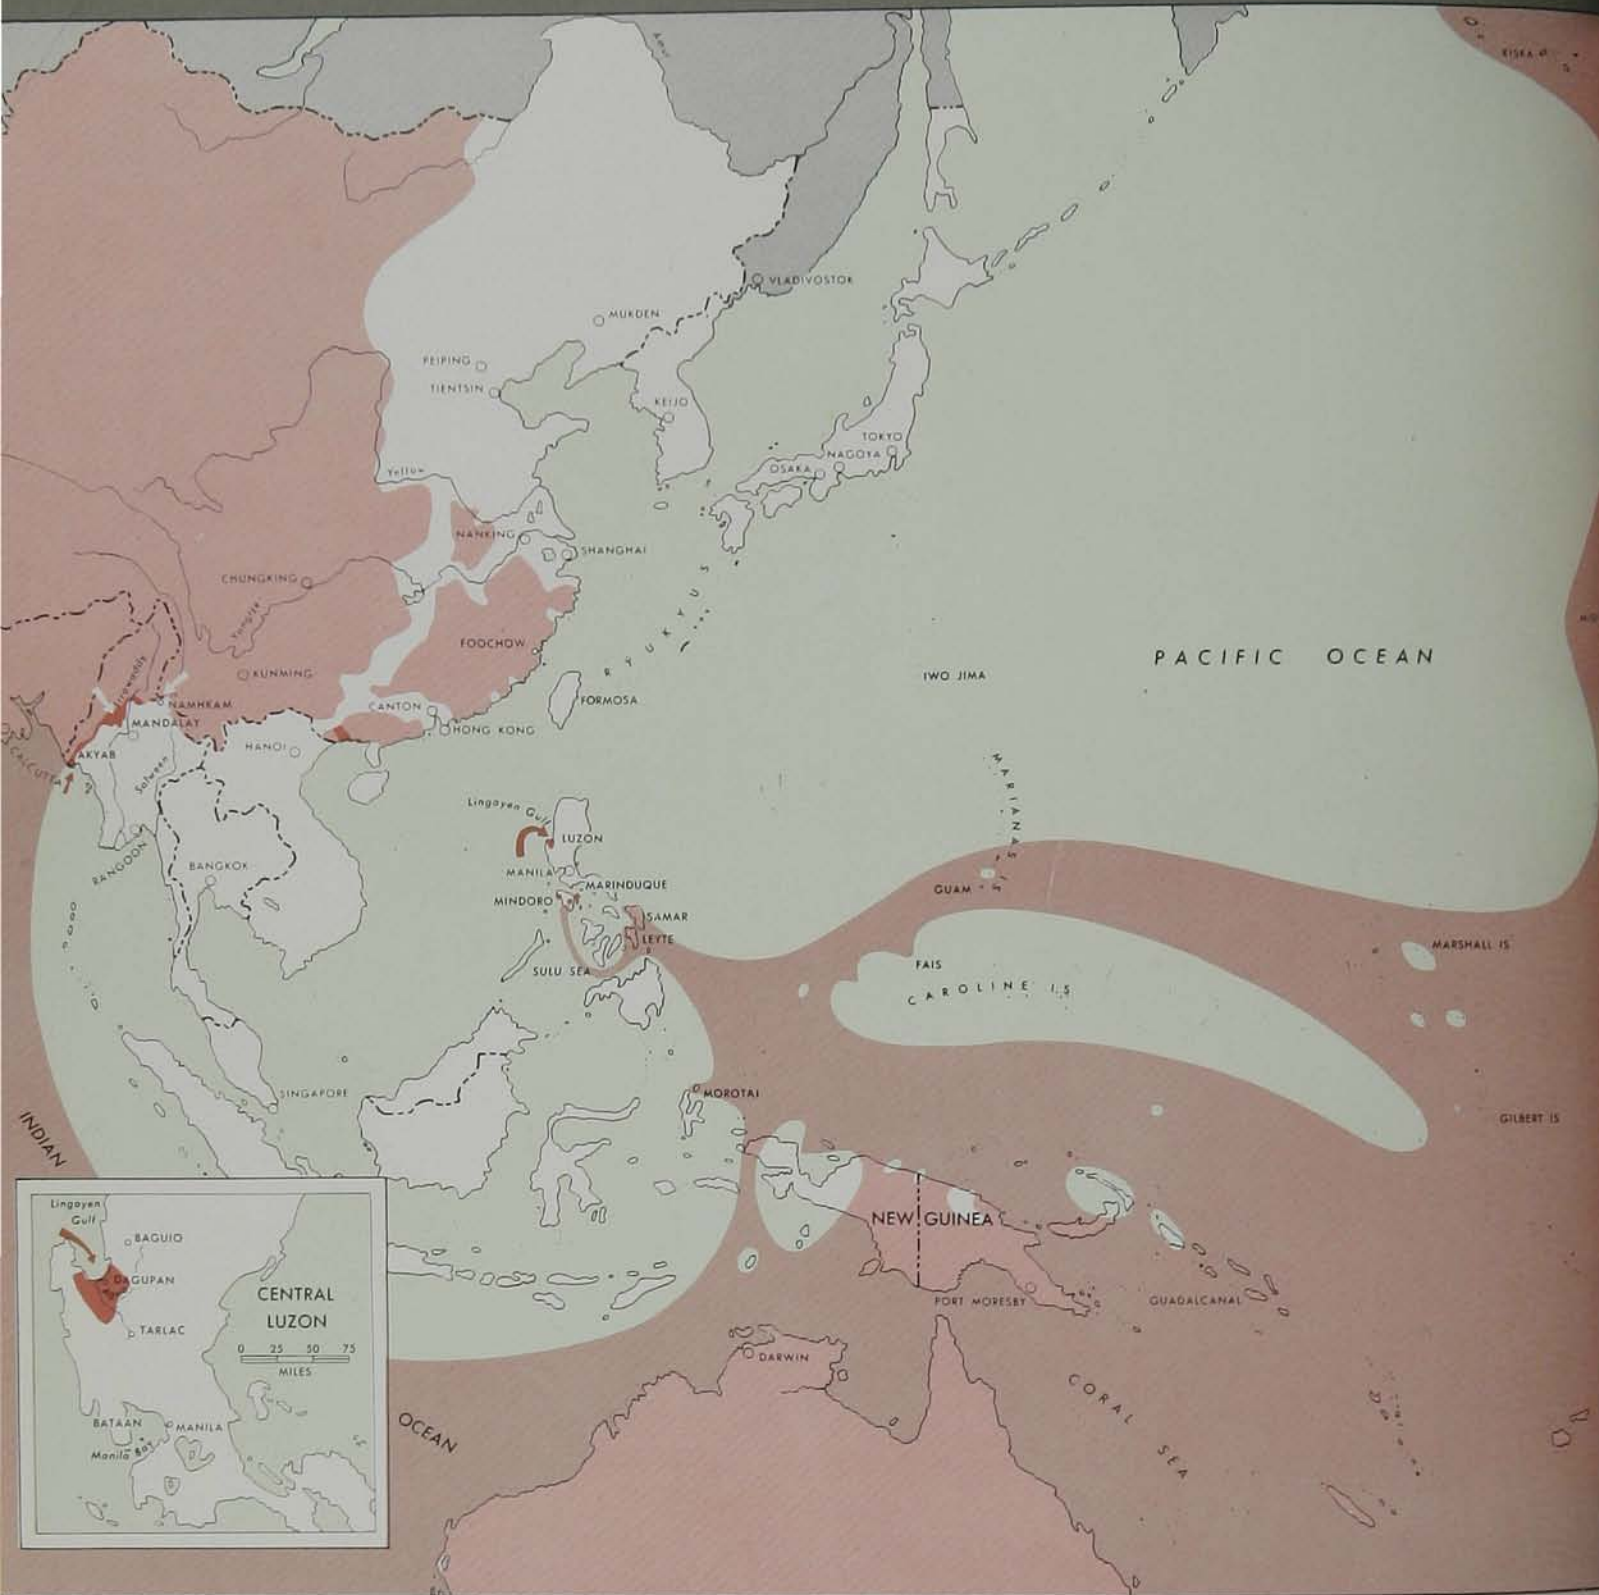 Amur
KISKA
VLADIVOSTOK
MUKDEN
PEIPING
TIENTSIN
KEIJO
TOKYO
NAGOYA
OSAKA
Yellow
NANKING
SHANGHAI
CHUNGKING
Yangtze
RYUKYUS
FOOCHOW
PACIFIC OCEAN
KUNMING
IWO JIMA
Irrawaddy
NAMHKAM
FORMOSA
CANTON
MANDALAY
HONG KONG
HANOI
AKYAB
CALCUTTA
Salween
MARIANAS IS
Lingayen Gulf
LUZON
RANGOON
BANGKOK
MANILA
MARINDUQUE
GUAM
MINDORO
SAMAR
LEYTE
MARSHALL IS
FAIS
SULU SEA
CAROLINE IS
SINGAPORE
MOROTAI
GILBERT IS
INDIAN
NEW GUINEA
PORT MORESBY
GUADALCANAL
DARWIN
CORAL SEA
OCEAN
Lingayen
Gulf
BAGUIO
DAGUPAN
CENTRAL
LUZON
TARLAC
0 25 50 75
MILES
BATAAN
MANILA
Manila Bay